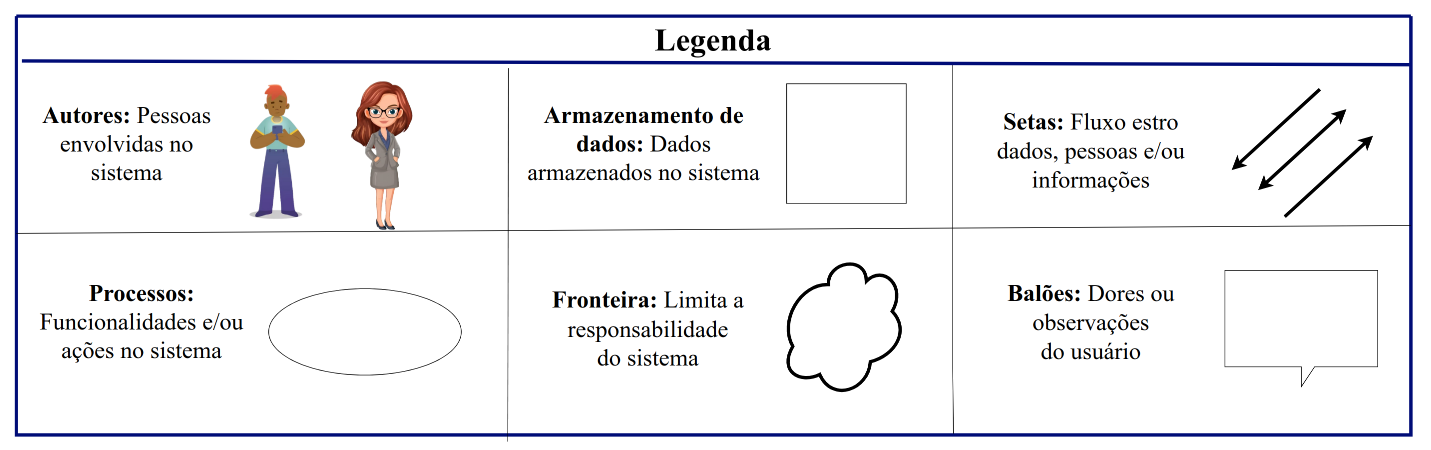 Legenda
Autores: Pessoas
envolvidas no
sistema
Armazenamento de
dados: Dados
armazenados no sistema
Setas: Fluxo estro
dados, pessoas e/ou
informações
Processos:
Funcionalidades e/ou
ações no sistema
Fronteira: Limita a
responsabilidade
do sistema
Balões: Dores ou
observações
do usuário